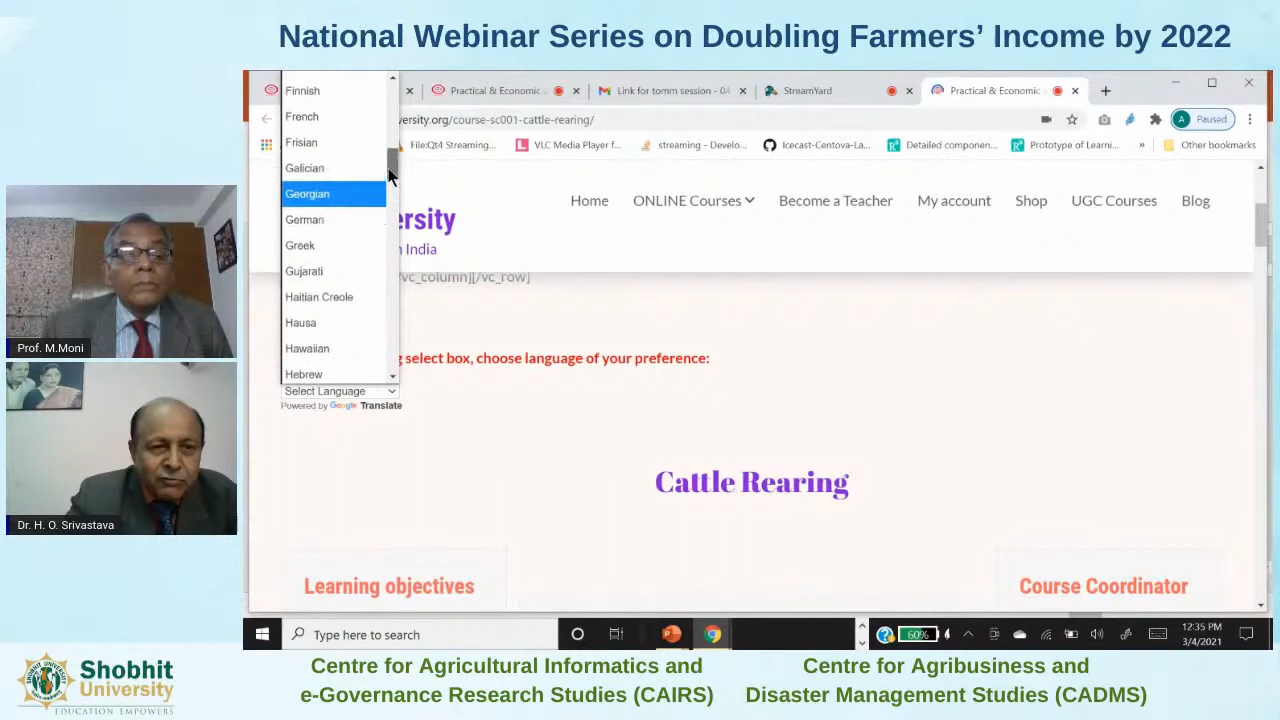 National Webinar Series on Doubling Farmers' Income by 2022
Practical & Economic
Link for tomm session - 04
StreamYard
Practical & Economic
versity.org/course-sc001-cattle-rearing/
A Paused
File:Qt4 Streaming...
VLC Media Player f...
streaming - Develo...
Icecast-Centova-La...
Detailed componen...
Prototype of Learni...
»
Other bookmarks
Finnish
French
Frisian
Galician
Georgian
German
Greek
Gujarati
Haitian Creole
Hausa
Hawaiian
Hebrew
Select Language
Powered by Google Translate
ersity
n India
Home
ONLINE Courses
Become a Teacher
My account
Shop
UGC Courses
Blog
/vc_column][/vc_row]
g select box, choose language of your preference:
Cattle Rearing
Learning objectives
Course Coordinator
Prof. M.Moni
Dr. H. O. Srivastava
Type here to search
60%
12:35 PM
3/4/2021
SHOBHIT UNIVERSITY
Shobhit
University
EDUCATION EMPOWERS
Centre for Agricultural Informatics and
e-Governance Research Studies (CAIRS)
Centre for Agribusiness and
Disaster Management Studies (CADMS)